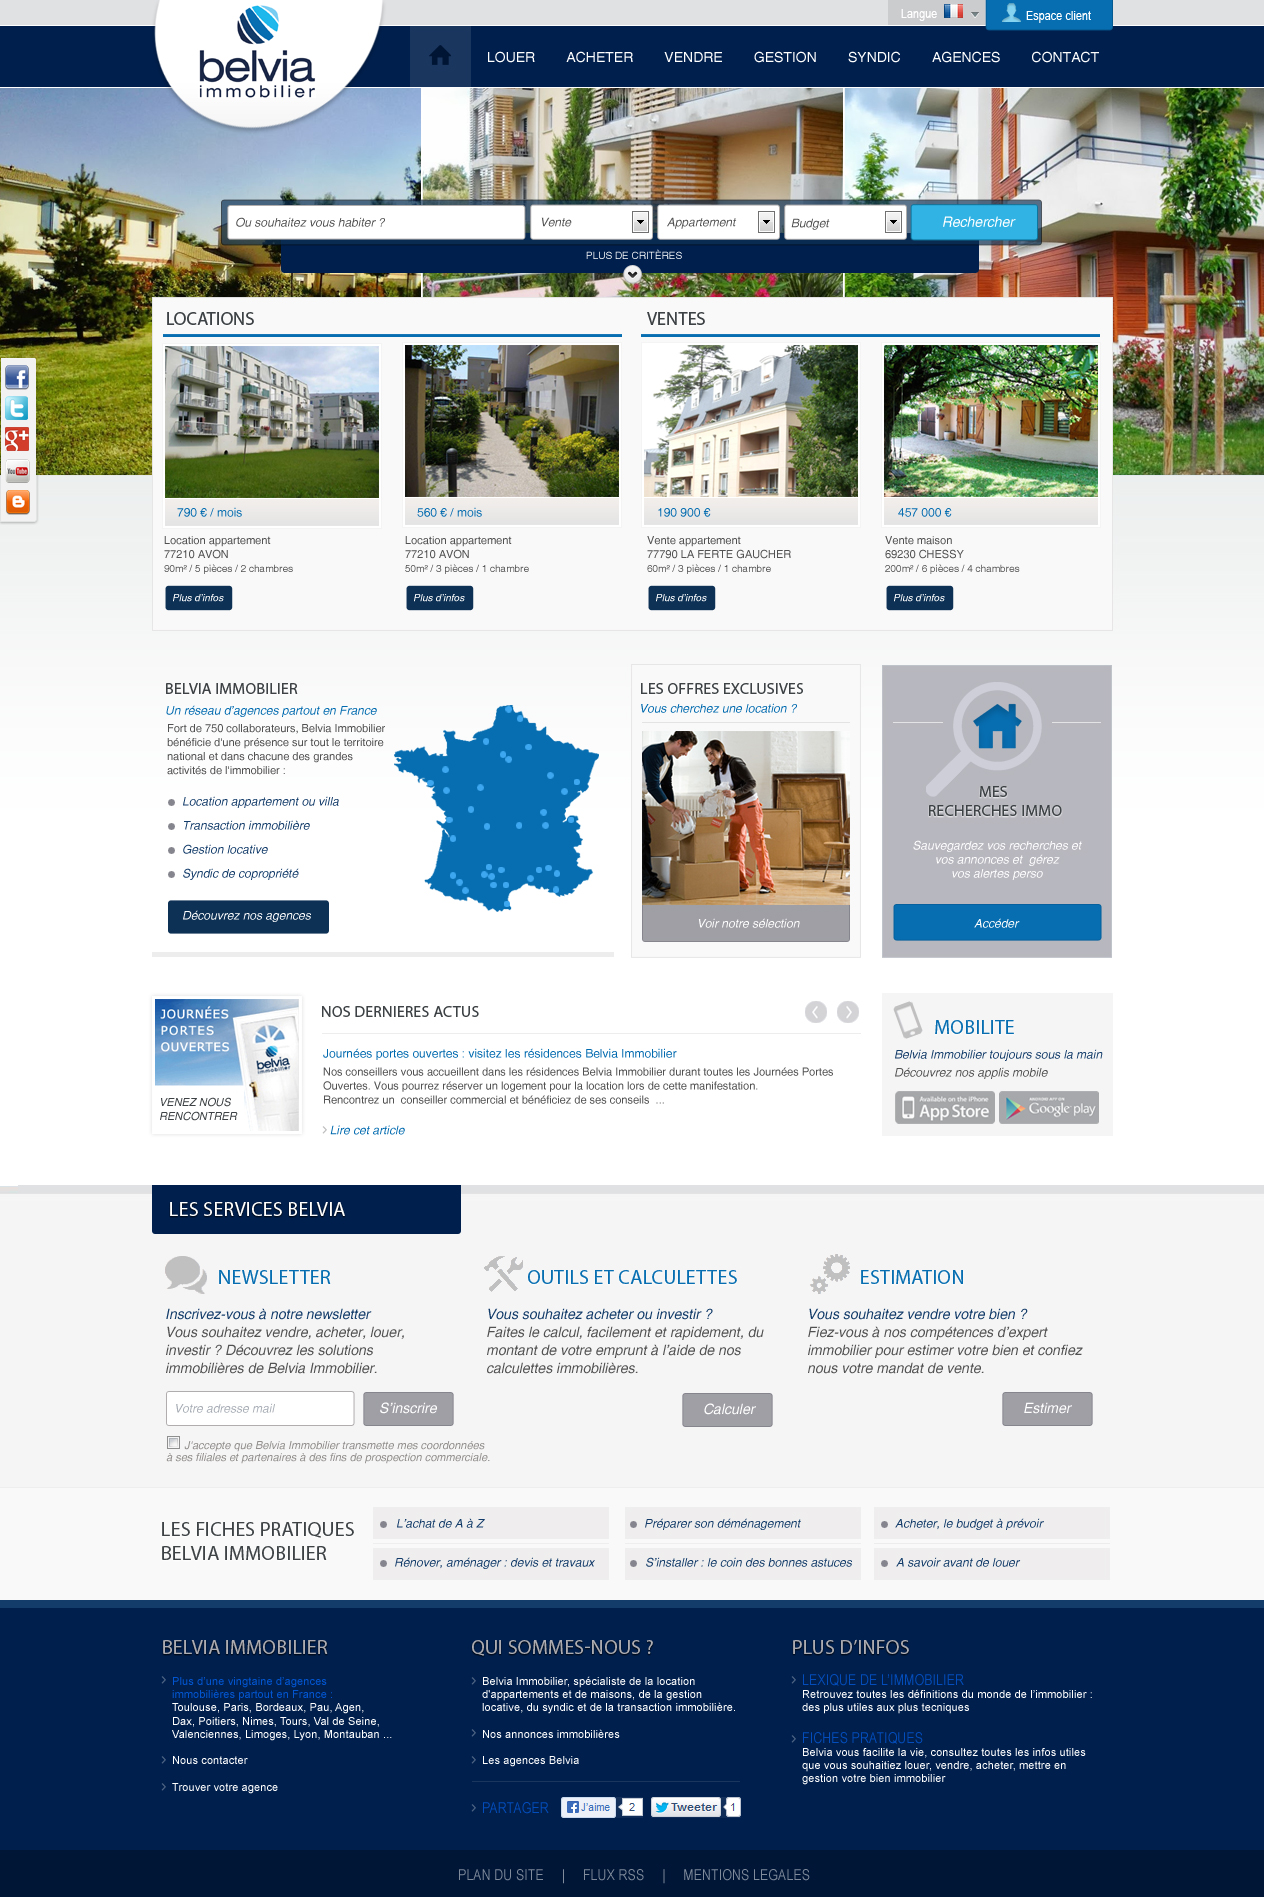 Langue
Espace client
belvia
immobilier
LOUER ACHETER VENDRE GESTION SYNDIC AGENCES CONTACT
Ou souhaitez vous habiter ? Vente Appartement Budget Rechercher
PLUS DE CRITÈRES
LOCATIONS
VENTES
790 € / mois
560 € / mois
190 900 €
457 000 €
Location appartement
77210 AVON
90m² / 5 pièces / 2 chambres
Plus d'infos
Location appartement
77210 AVON
50m² / 3 pièces / 1 chambre
Plus d'infos
Vente appartement
77790 LA FERTE GAUCHER
60m² / 3 pièces / 1 chambre
Plus d'infos
Vente maison
69230 CHESSY
200m² / 6 pièces / 4 chambres
Plus d'infos
You Tube
BELVIA IMMOBILIER
Un réseau d'agences partout en France
Fort de 750 collaborateurs, Belvia Immobilier
bénéficie d'une présence sur tout le territoire
national et dans chacune des grandes
activités de l'immobilier :
Location appartement ou villa
Transaction immobilière
Gestion locative
Syndic de copropriété
Découvrez nos agences
LES OFFRES EXCLUSIVES
Vous cherchez une location ?
Voir notre sélection
MES
RECHERCHES IMMO
Sauvegardez vos recherches et
vos annonces et gérez
vos alertes perso
Accéder
JOURNÉES
PORTES
OUVERTES
belvia
immobilier
VENEZ NOUS
RENCONTRER
NOS DERNIERES ACTUS
Journées portes ouvertes : visitez les résidences Belvia Immobilier
Nos conseillers vous accueillent dans les résidences Belvia Immobilier durant toutes les Journées Portes
Ouvertes. Vous pourrez réserver un logement pour la location lors de cette manifestation.
Rencontrez un conseiller commercial et bénéficiez de ses conseils ...
Lire cet article
MOBILITE
Belvia Immobilier toujours sous la main
Découvrez nos applis mobile
Available on the iPhone
App Store
Google play
LES SERVICES BELVIA
NEWSLETTER
Inscrivez-vous à notre newsletter
Vous souhaitez vendre, acheter, louer,
investir ? Découvrez les solutions
immobilières de Belvia Immobilier.
Votre adresse mail
S'inscrire
J'accepte que Belvia Immobilier transmette mes coordonnées
à ses filiales et partenaires à des fins de prospection commerciale.
OUTILS ET CALCULETTES
Vous souhaitez acheter ou investir ?
Faites le calcul, facilement et rapidement, du
montant de votre emprunt à l'aide de nos
calculettes immobilières.
Calculer
ESTIMATION
Vous souhaitez vendre votre bien ?
Fiez-vous à nos compétences d'expert
immobilier pour estimer votre bien et confiez
nous votre mandat de vente.
Estimer
LES FICHES PRATIQUES
BELVIA IMMOBILIER
L'achat de A à Z
Préparer son déménagement
Acheter, le budget à prévoir
Rénover, aménager : devis et travaux
S'installer : le coin des bonnes astuces
A savoir avant de louer
BELVIA IMMOBILIER
Plus d'une vingtaine d'agences
immobilières partout en France :
Toulouse, Paris, Bordeaux, Pau, Agen,
Dax, Poitiers, Nimes, Tours, Val de Seine,
Valenciennes, Limoges, Lyon, Montauban ...
Nous contacter
Trouver votre agence
QUI SOMMES-NOUS ?
Belvia Immobilier, spécialiste de la location
d'appartements et de maisons, de la gestion
locative, du syndic et de la transaction immobilière.
Nos annonces immobilières
Les agences Belvia
PARTAGER J'aime 2 Tweeter 1
PLUS D'INFOS
LEXIQUE DE L'IMMOBILIER
Retrouvez toutes les définitions du monde de l'immobilier :
des plus utiles aux plus tecniques
FICHES PRATIQUES
Belvia vous facilite la vie, consultez toutes les infos utiles
que vous souhaitiez louer, vendre, acheter, mettre en
gestion votre bien immobilier
PLAN DU SITE | FLUX RSS | MENTIONS LEGALES